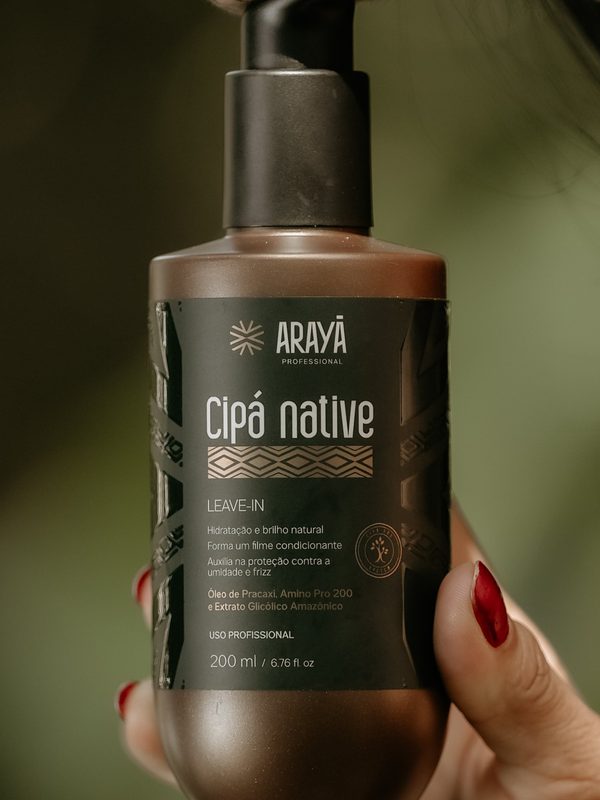 ARAYĀ
PROFESSIONAL
Cipá native
LEAVE-IN
Hidratação e brilho natural
Forma um filme condicionante
Auxilia na proteção contra a
umidade e frizz
Óleo de Pracaxi, Amino Pro 200
e Extrato Glicólico Amazônico
USO PROFISSIONAL
200 ml / 6.76 fl. oz